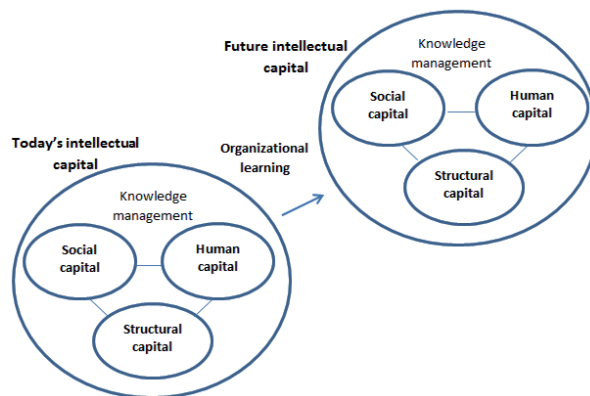 Future intellectual
capital
Knowledge
management
Social
capital
Human
capital
Structural
capital
Organizational
learning
Today's intellectual
capital
Knowledge
management
Social
capital
Human
capital
Structural
capital